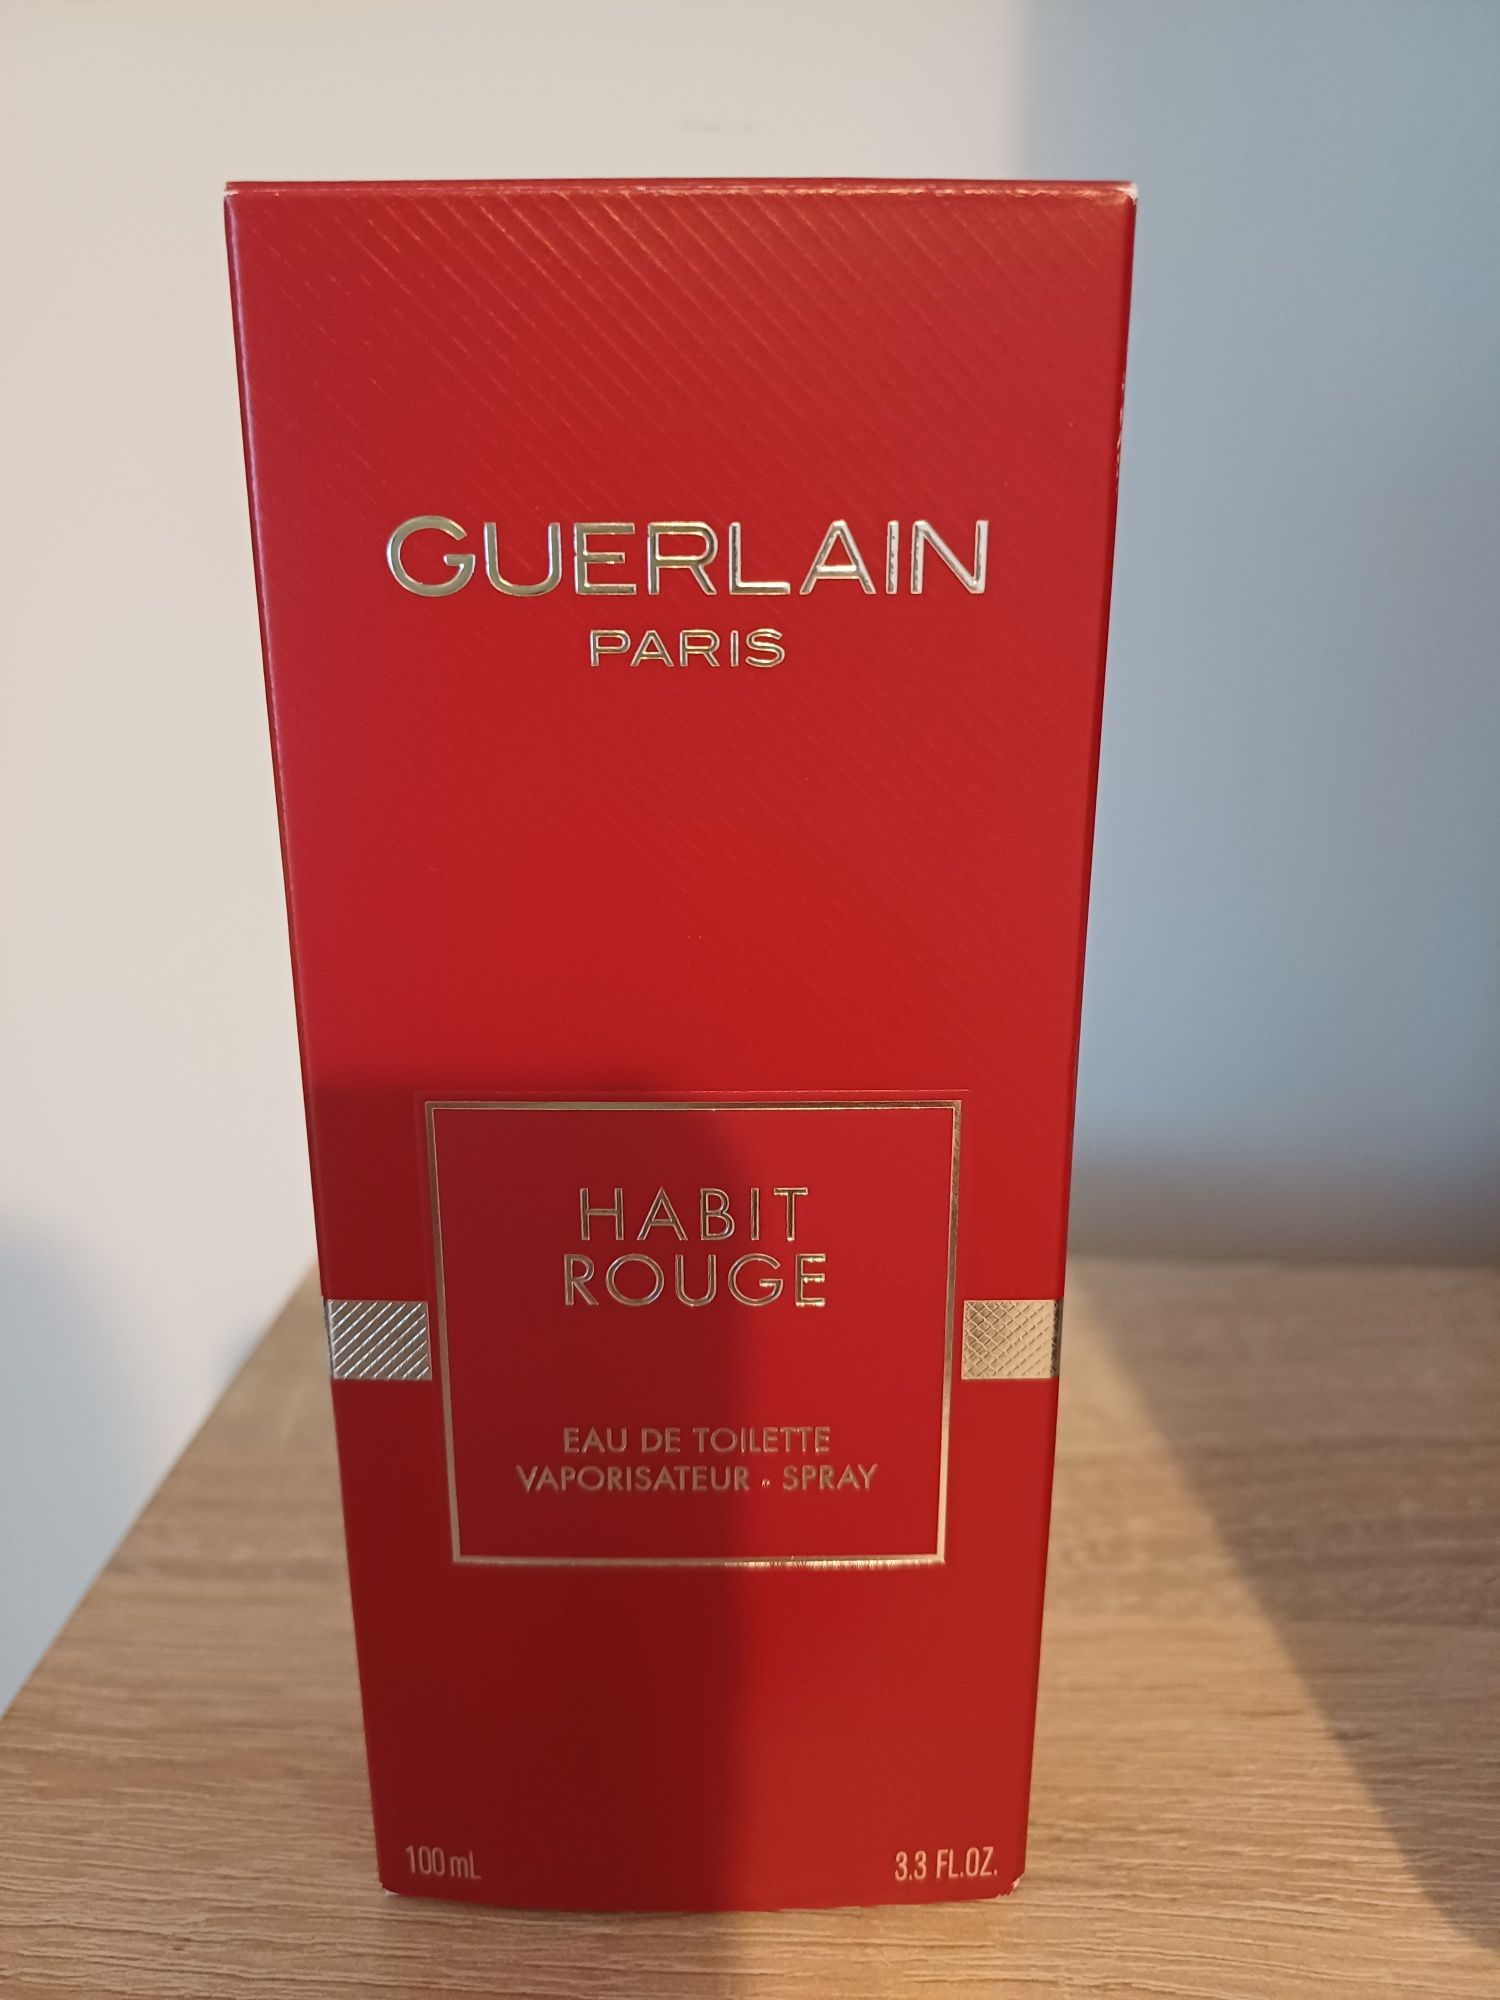 GUERLAIN
PARIS
HABIT
ROUGE
EAU DE TOILETTE
VAPORISATEUR - SPRAY
100 mL 3.3 FL.OZ.